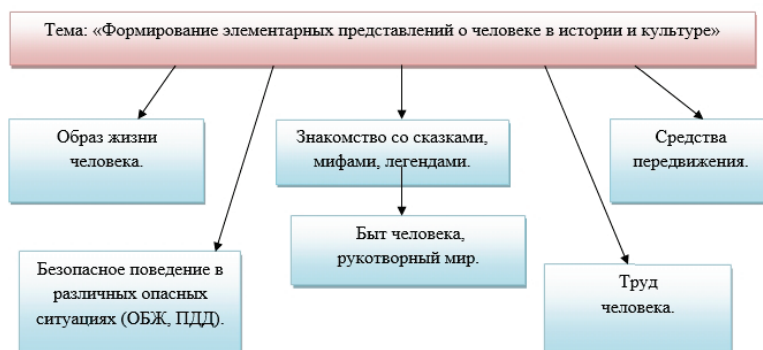 Тема: «Формирование элементарных представлений о человеке в истории и культуре»
Образ жизни
человека.
Знакомство со сказками,
мифами, легендами.
Средства
передвижения.
Быт человека,
рукотворный мир.
Безопасное поведение в
различных опасных
ситуациях (ОБЖ, ПДД).
Труд
человека.